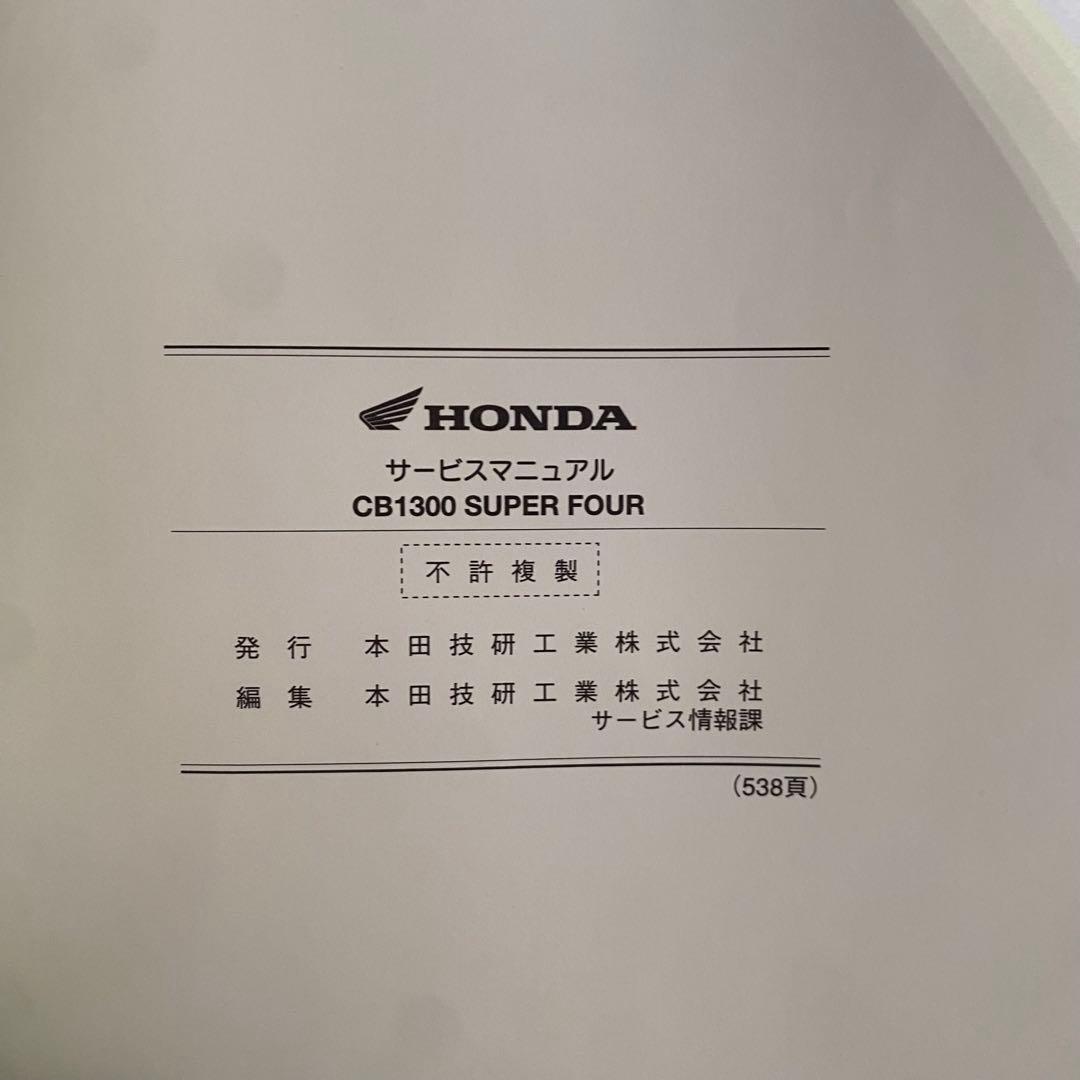 HONDA
サービスマニュアル
CB1300 SUPER FOUR
不許複製
発行 本田技研工業株式会社
編集 本田技研工業株式会社
サービス情報課
（538頁）